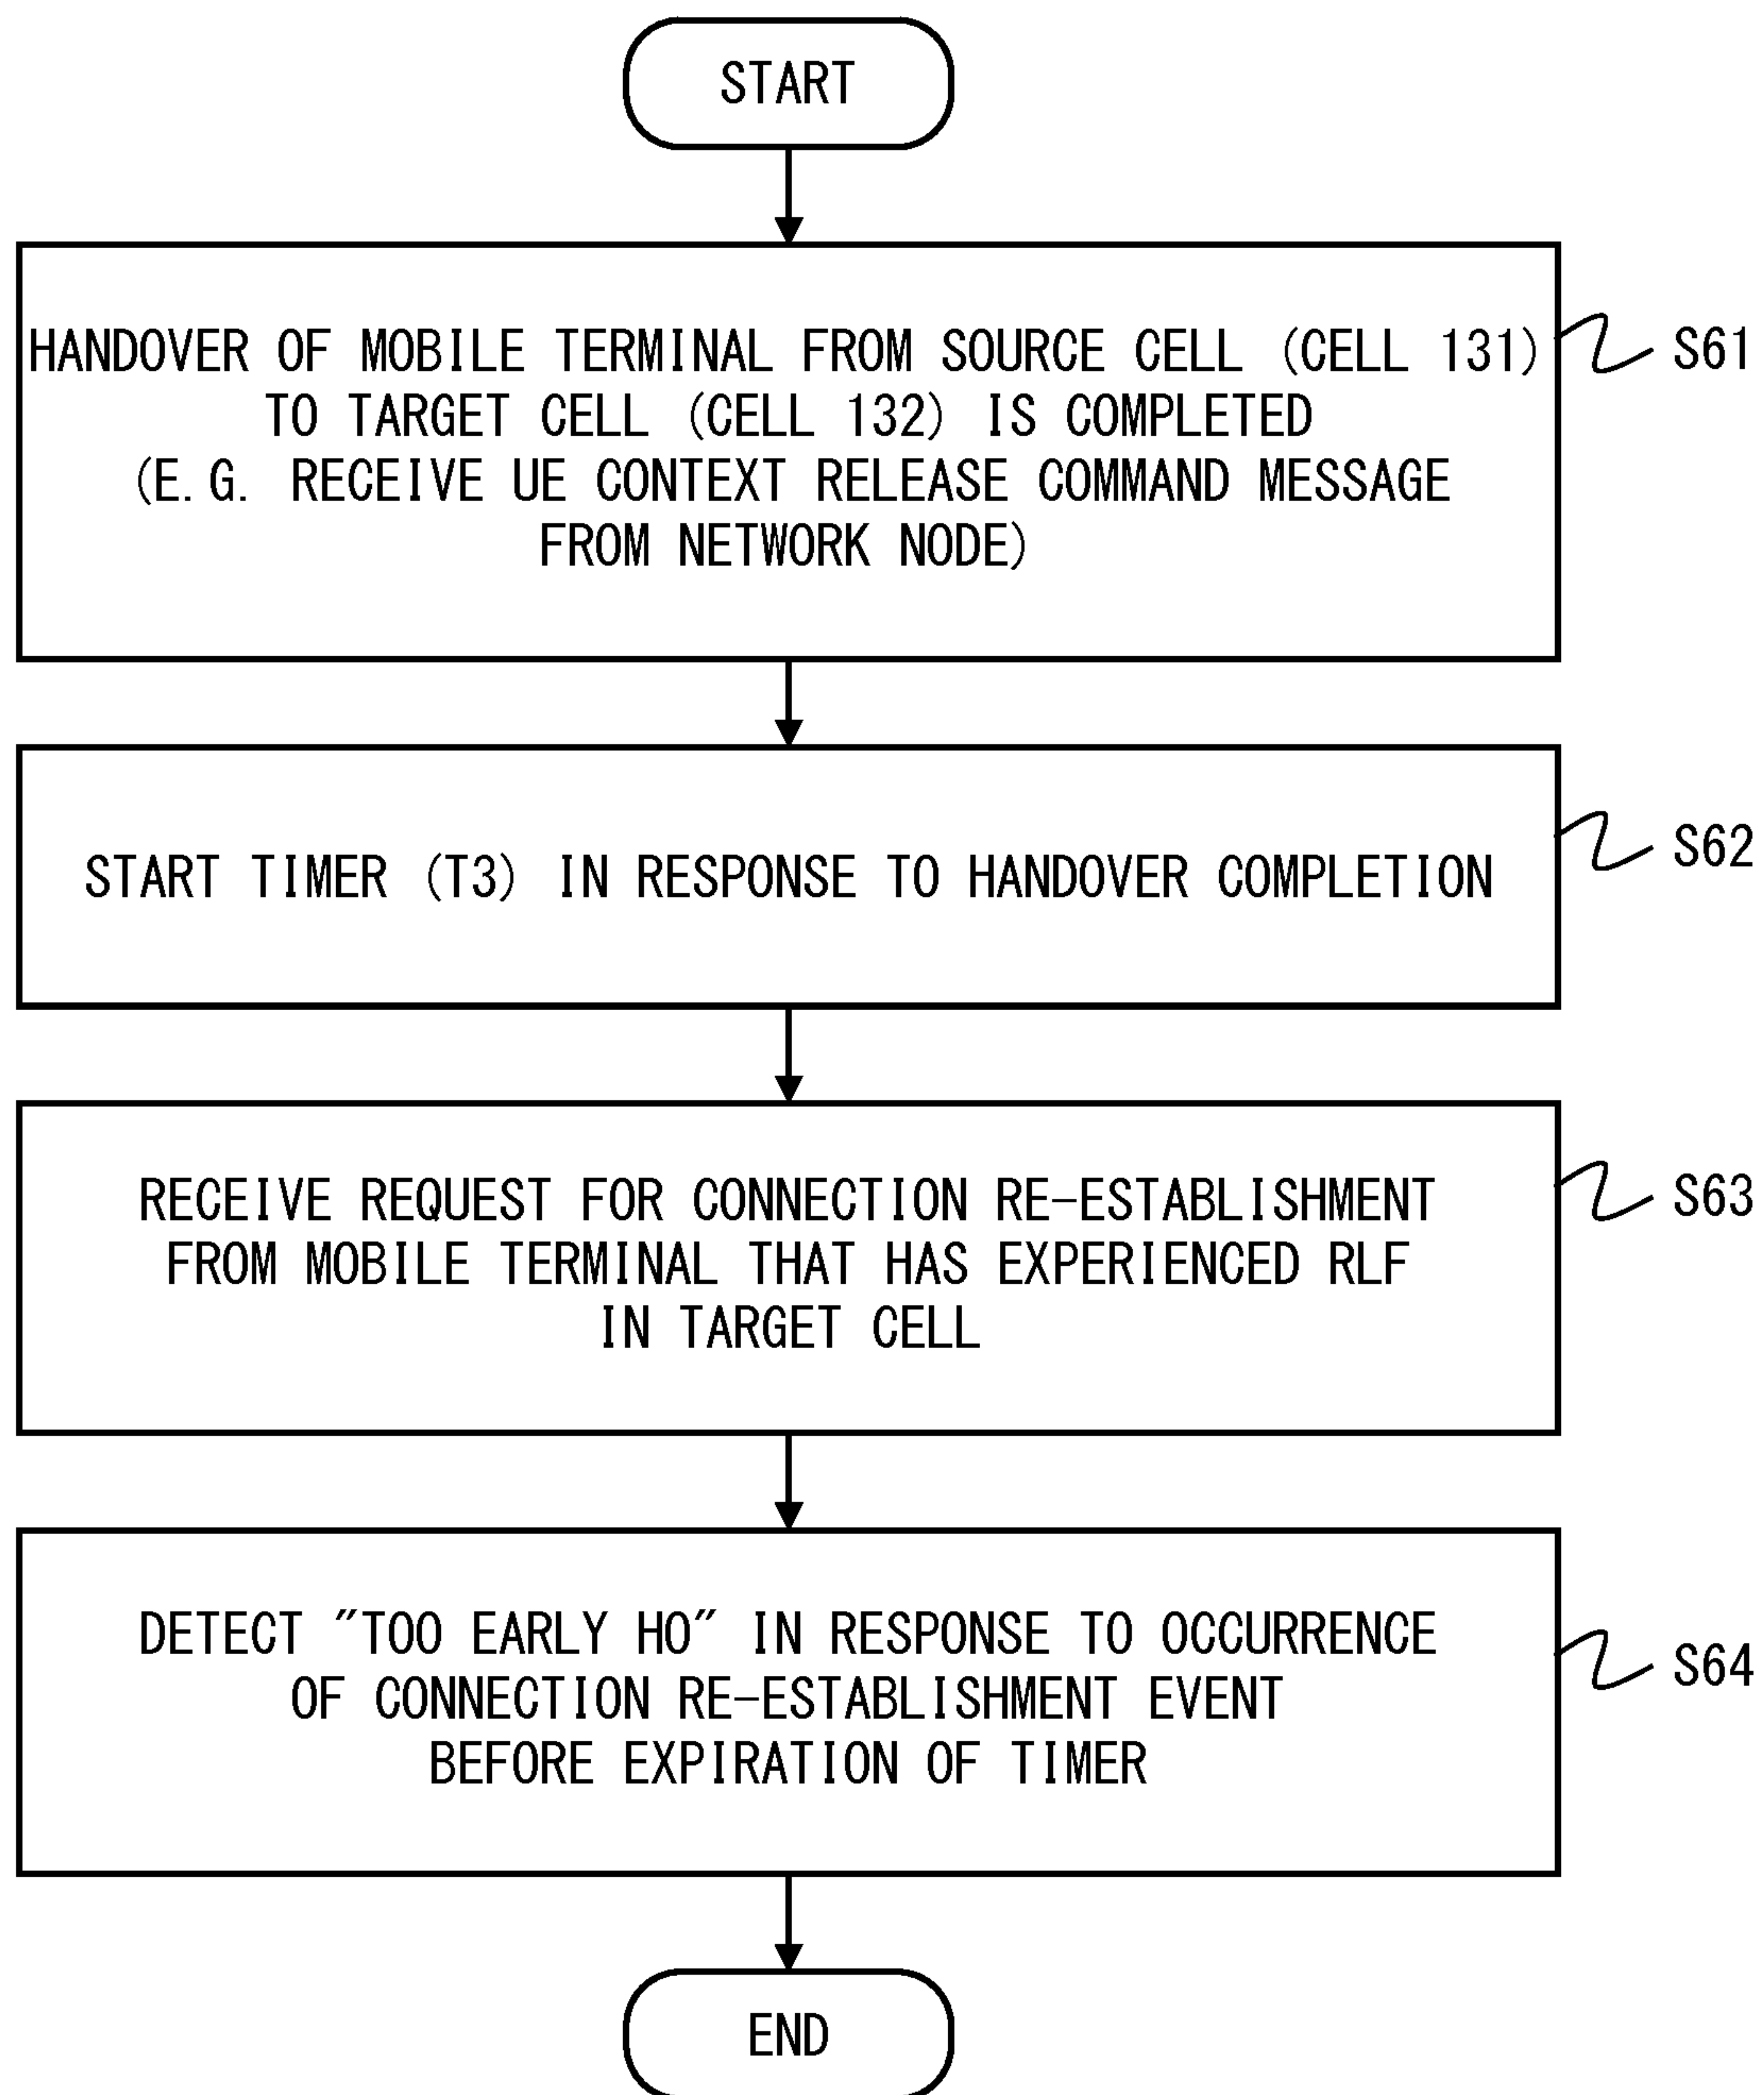 START
HANDOVER OF MOBILE TERMINAL FROM SOURCE CELL (CELL 131)
TO TARGET CELL (CELL 132) IS COMPLETED
(E.G. RECEIVE UE CONTEXT RELEASE COMMAND MESSAGE
FROM NETWORK NODE)
S61
START TIMER (T3) IN RESPONSE TO HANDOVER COMPLETION
S62
RECEIVE REQUEST FOR CONNECTION RE-ESTABLISHMENT
FROM MOBILE TERMINAL THAT HAS EXPERIENCED RLF
IN TARGET CELL
S63
DETECT "TOO EARLY HO" IN RESPONSE TO OCCURRENCE
OF CONNECTION RE-ESTABLISHMENT EVENT
BEFORE EXPIRATION OF TIMER
S64
END